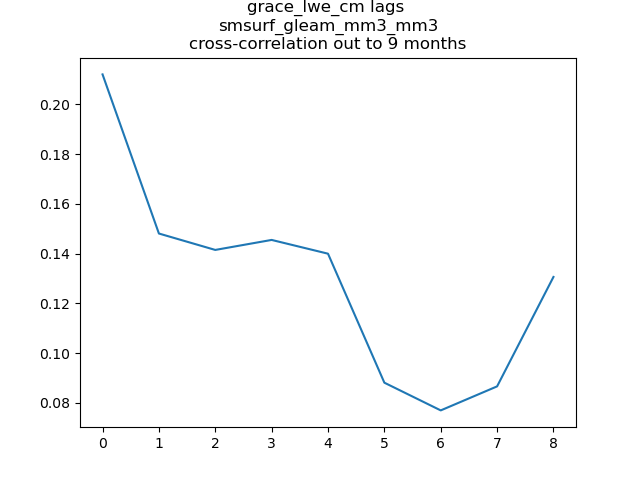 grace_lwe_cm lags
smsurf_gleam_mm3_mm3
cross-correlation out to 9 months
0.20
0.18
0.16
0.14
0.12
0.10
0.08
0 1 2 3 4 5 6 7 8